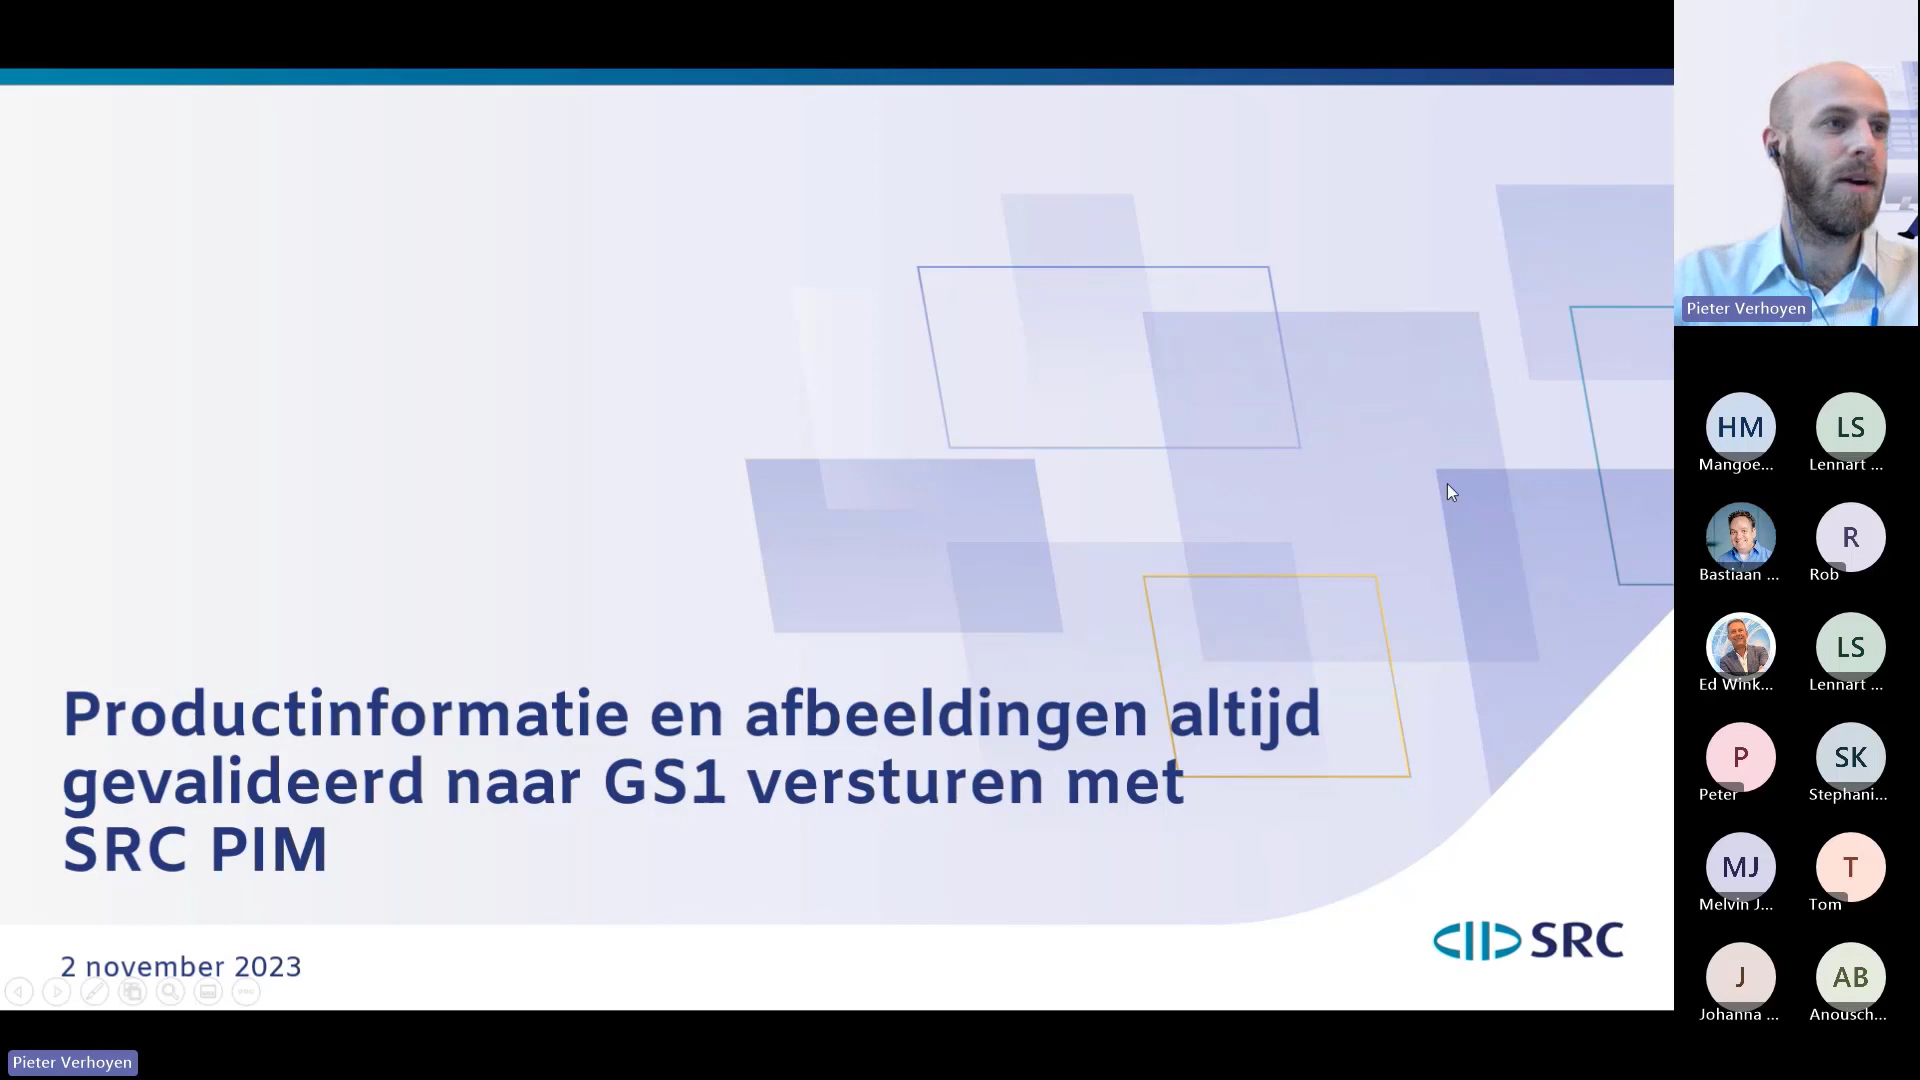 Productinformatie en afbeeldingen altijd
gevalideerd naar GS1 versturen met
SRC PIM
2 november 2023
SRC
Pieter Verhoyen
HM
Mangoe...
LS
Lennart ...
Bastiaan ...
R
Rob
Ed Wink...
LS
Lennart ...
P
Peter
SK
Stephani...
MJ
Melvin J...
T
Tom
J
Johanna ...
AB
Anousch...
Pieter Verhoyen